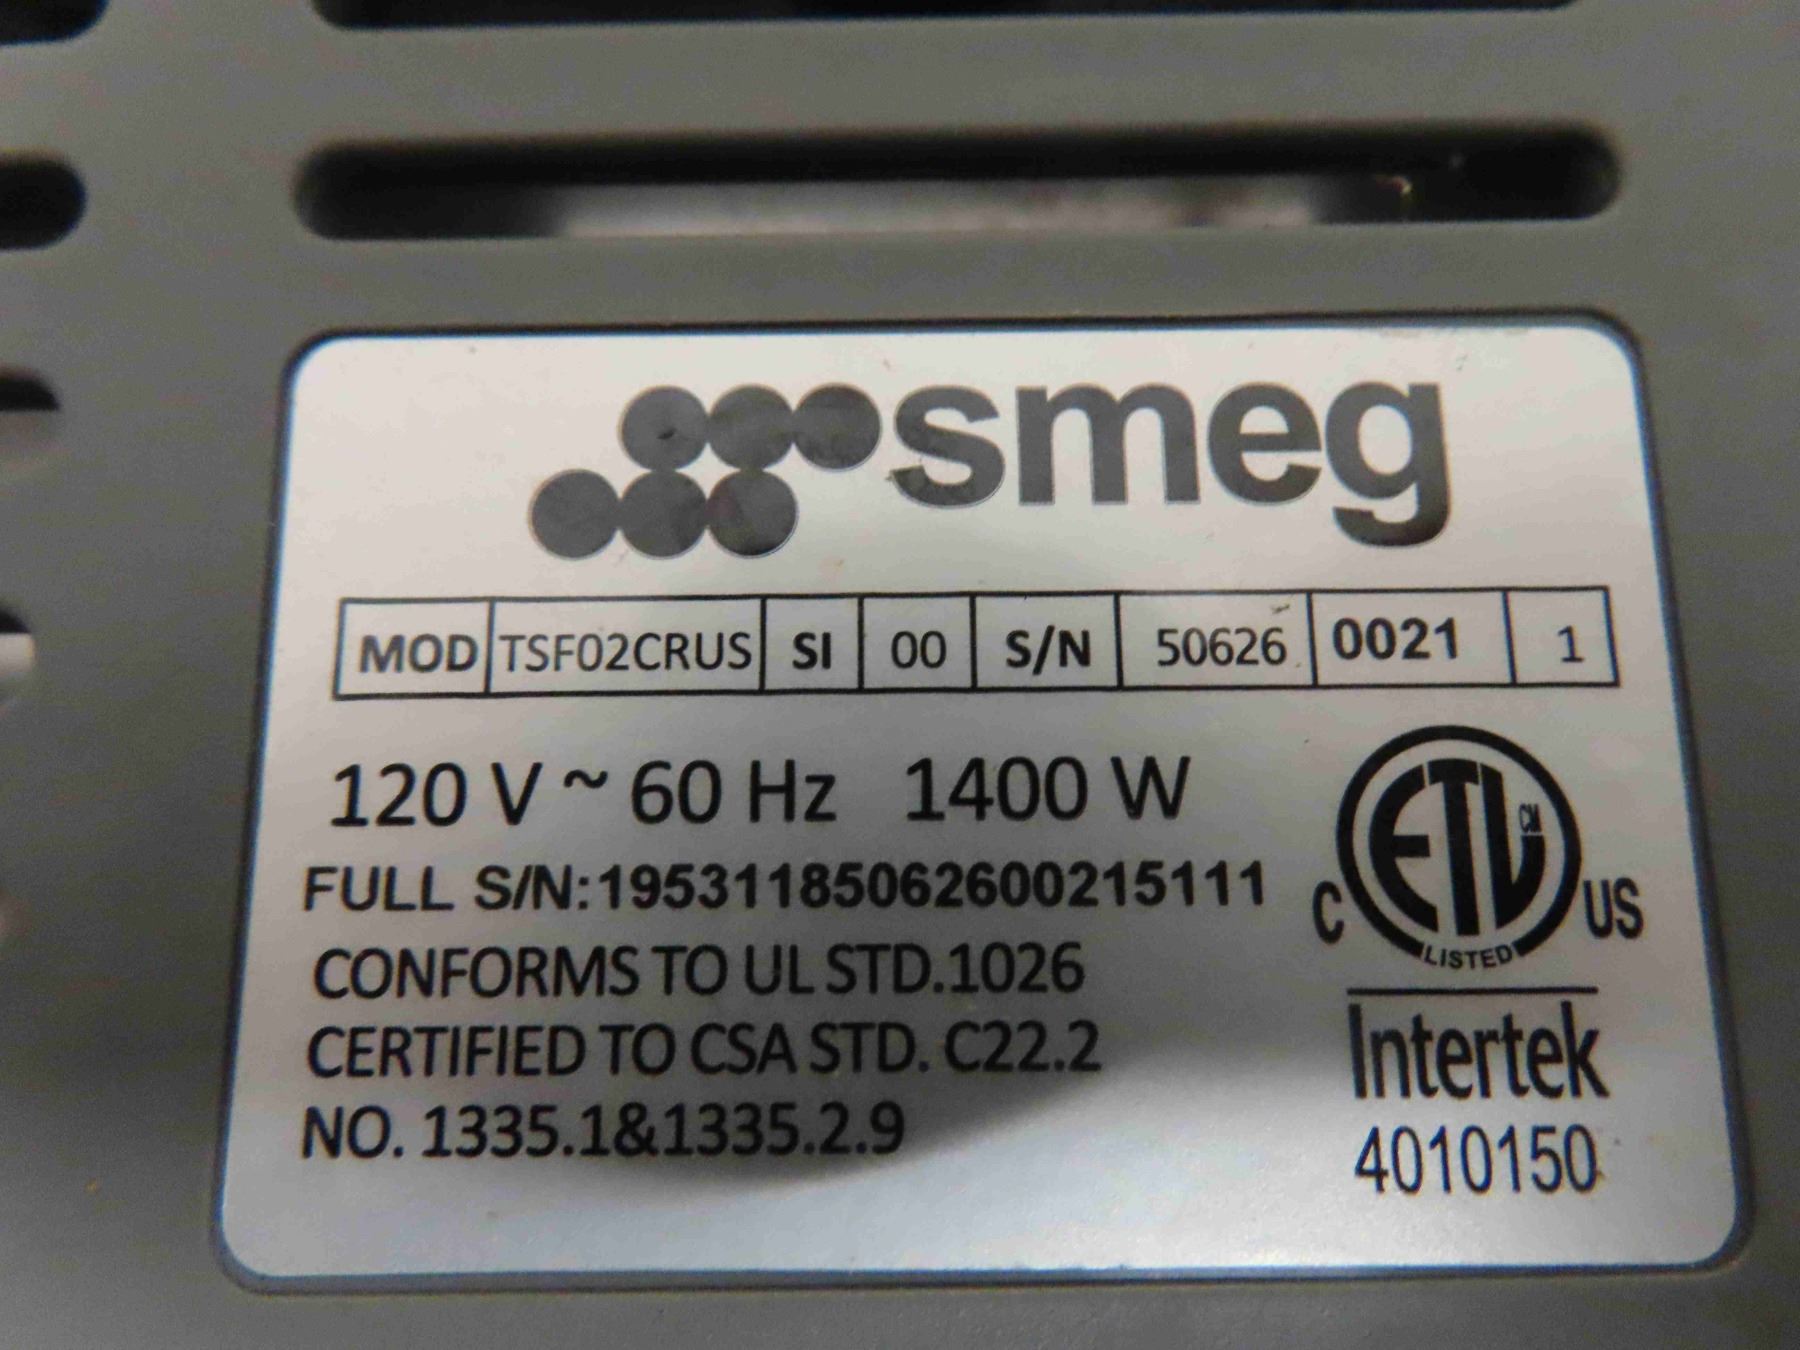 smeg
MOD TSF02CRUS SI 00 S/N 50626 0021 1
120 V ~ 60 Hz 1400 W
FULL S/N:19531185062600215111
CONFORMS TO UL STD.1026
CERTIFIED TO CSA STD. C22.2
NO. 1335.1&1335.2.9
ETL CM
C US
LISTED
Intertek
4010150